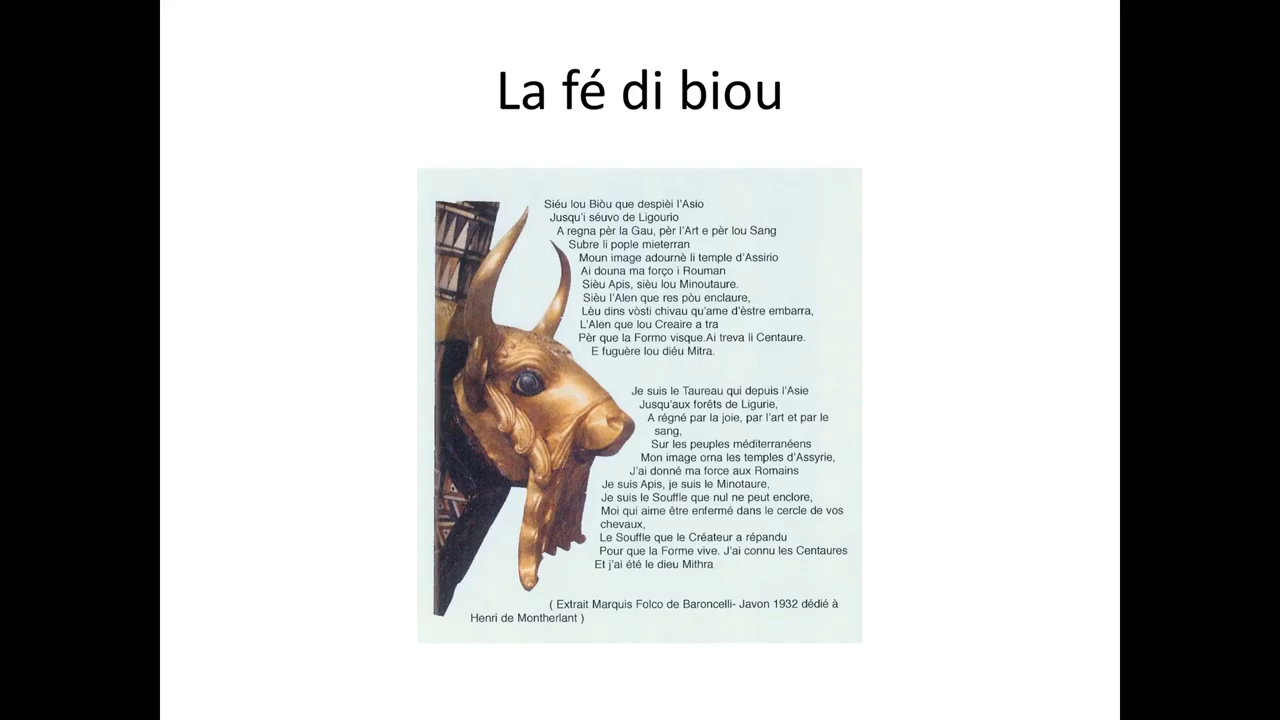 La fé di biou
Siéu lou Biòu que despièi l'Asio
Jusqu'i séuvo de Ligourio
A regna pèr la Gau, pèr l'Art e pèr lou Sang
Subre li pople mieterran
Moun image adournè li temple d'Assirio
Ai douna ma forço i Rouman
Sièu Apis, sièu lou Minoutaure.
Sièu l'Alen que res pòu enclaure,
Lèu dins vòsti chivau qu'ame d'èstre embarra,
L'Alen que lou Creaire a tra
Pèr que la Formo visque.Ai treva li Centaure.
E fuguère lou diéu Mitra.
Je suis le Taureau qui depuis l'Asie
Jusqu'aux forêts de Ligurie,
A régné par la joie, par l'art et par le
sang,
Sur les peuples méditerranéens
Mon image orna les temples d'Assyrie,
J'ai donné ma force aux Romains
Je suis Apis, je suis le Minotaure,
Je suis le Souffle que nul ne peut enclore,
Moi qui aime être enfermé dans le cercle de vos
chevaux,
Le Souffle que le Créateur a répandu
Pour que la Forme vive. J'ai connu les Centaures
Et j'ai été le dieu Mithra
( Extrait Marquis Folco de Baroncelli- Javon 1932 dédié à
Henri de Montherlant )